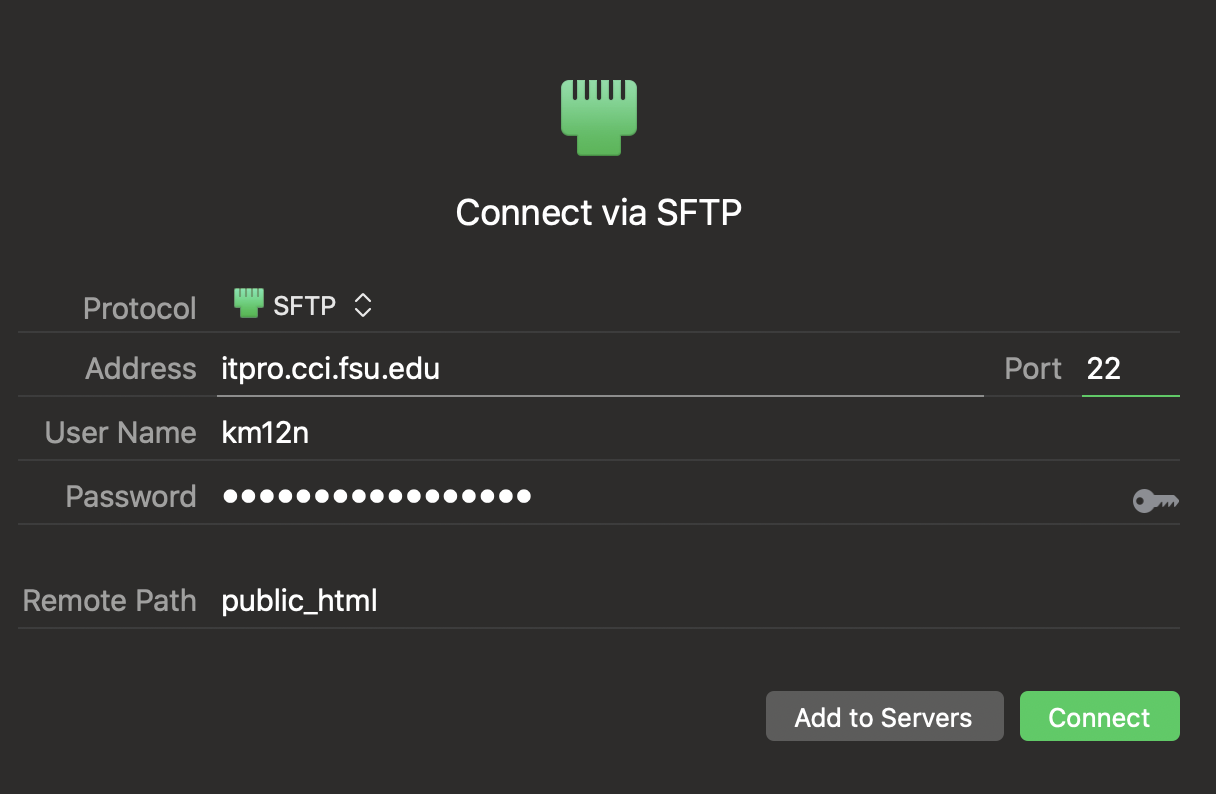 Connect via SFTP
Protocol SFTP
Address itpro.cci.fsu.edu Port 22
User Name km12n
Password ●●●●●●●●●●●●●●●●●
Remote Path public_html
Add to Servers Connect